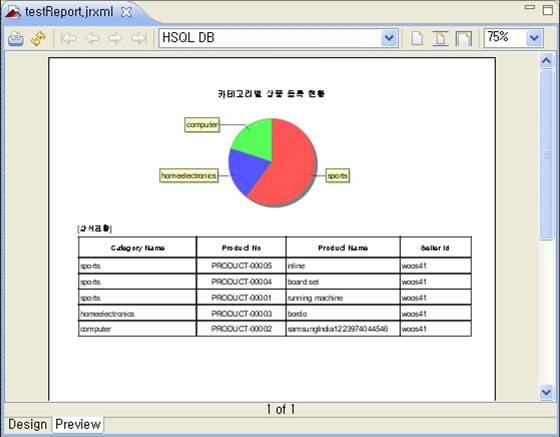 testReport.jrxml
HSQL DB
75%
카테고리별 상품 등록 현황
computer
homeelectronics
sports
[상세현황]
Category Name Product No Product Name Seller Id
sports PRODUCT-00005 inline woos41
sports PRODUCT-00004 board set woos41
sports PRODUCT-00001 running machine woos41
homeelectronics PRODUCT-00003 bordo woos41
computer PRODUCT-00002 samsungIndia1223974044546 woos41
1 of 1
Design Preview